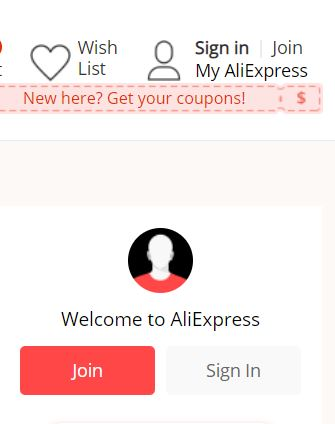 Wish
List
Sign in | Join
My AliExpress
New here? Get your coupons! $
Welcome to AliExpress
Join
Sign In